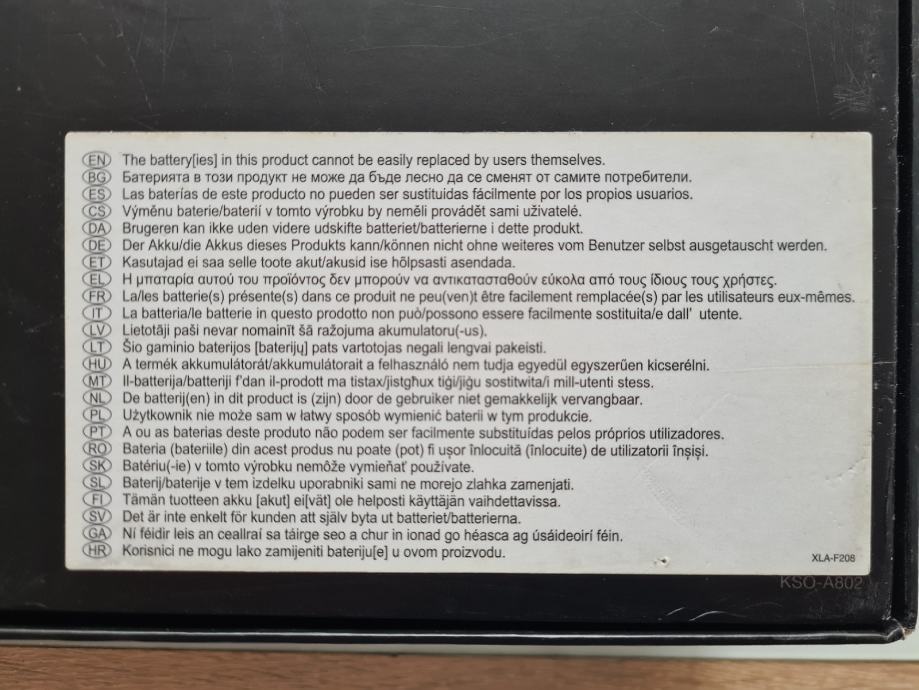 EN The battery[ies] in this product cannot be easily replaced by users themselves.
BG Батерията в този продукт не може да бъде лесно да се сменят от самите потребители.
ES Las baterías de este producto no pueden ser sustituidas fácilmente por los propios usuarios.
CS Výměnu baterie/baterií v tomto výrobku by neměli provádět sami uživatelé.
DA Brugeren kan ikke uden videre udskifte batteriet/batterierne i dette produkt.
DE Der Akku/die Akkus dieses Produkts kann/können nicht ohne weiteres vom Benutzer selbst ausgetauscht werden.
ET Kasutajad ei saa selle toote akut/akusid ise hõlpsasti asendada.
EL Η μπαταρία αυτού του προϊόντος δεν μπορούν να αντικατασταθούν εύκολα από τους ίδιους τους χρήστες.
FR La/les batterie(s) présente(s) dans ce produit ne peu(ven)t être facilement remplacée(s) par les utilisateurs eux-mêmes.
IT La batteria/le batterie in questo prodotto non può/possono essere facilmente sostituita/e dall' utente.
LV Lietotāji paši nevar nomainīt šā ražojuma akumulatoru(-us).
LT Šio gaminio baterijos [baterijų] pats vartotojas negali lengvai pakeisti.
HU A termék akkumulátorát/akkumulátorait a felhasználó nem tudja egyedül egyszerűen kicserélni.
MT Il-batterija/batteriji f'dan il-prodott ma tistax/jistgħux tiġi/jiġu sostitwita/i mill-utenti stess.
NL De batterij(en) in dit product is (zijn) door de gebruiker niet gemakkelijk vervangbaar.
PL Użytkownik nie może sam w łatwy sposób wymienić baterii w tym produkcie.
PT A ou as baterias deste produto não podem ser facilmente substituídas pelos próprios utilizadores.
RO Bateria (bateriile) din acest produs nu poate (pot) fi ușor înlocuită (înlocuite) de utilizatorii înșiși.
SK Batériu(-ie) v tomto výrobku nemôže vymieňať používate.
SL Baterij/baterije v tem izdelku uporabniki sami ne morejo zlahka zamenjati.
FI Tämän tuotteen akku [akut] ei[vät] ole helposti käyttäjän vaihdettavissa.
SV Det är inte enkelt för kunden att själv byta ut batteriet/batterierna.
GA Ní féidir leis an ceallraí sa táirge seo a chur in ionad go héasca ag úsáideoirí féin.
HR Korisnici ne mogu lako zamijeniti bateriju[e] u ovom proizvodu.
XLA-F208
KSO-A802